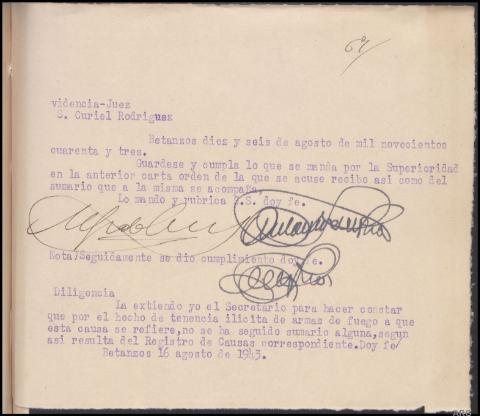 videncia-Juez
S. Curiel Rodriguez
Betanzos diez y seis de agosto de mil novecientos
cuarenta y tres.
Guardese y cumpla lo que se manda por la Superioridad
en la anterior carta orden de la que se acuse recibo asi como del
sumario que a la misma se acompaña.
Lo mando y rubrica S.S. doy fe.
Nota/Seguidamente se dio cumplimiento doy fe.
Diligencia
La extiendo yo el Secretario para hacer constar
que por el hecho de tenencia ilicita de armas de fuego a que
esta causa se refiere,no se ha seguido sumario alguna,segun
asi resulta del Registro de Causas correspondiente.Doy fe/
Betanzos 16 agosto de 1943.